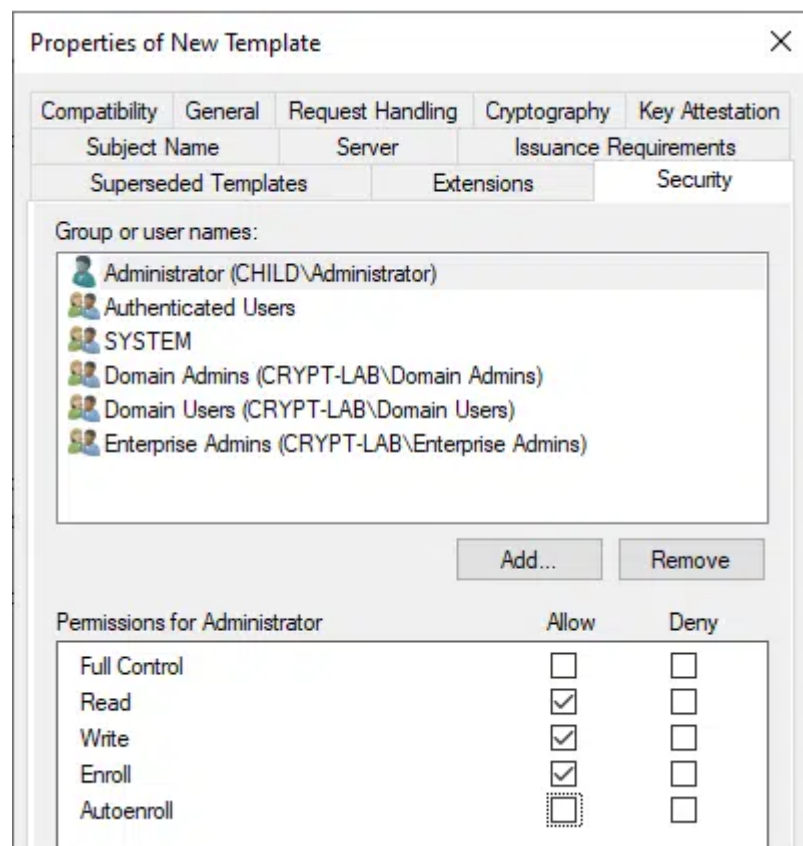 Properties of New Template
Compatibility General Request Handling Cryptography Key Attestation
Subject Name Server Issuance Requirements
Superseded Templates Extensions Security
Group or user names:
Administrator (CHILD\Administrator)
Authenticated Users
SYSTEM
Domain Admins (CRYPT-LAB\Domain Admins)
Domain Users (CRYPT-LAB\Domain Users)
Enterprise Admins (CRYPT-LAB\Enterprise Admins)
Add... Remove
Permissions for Administrator Allow Deny
Full Control
Read
Write
Enroll
Autoenroll